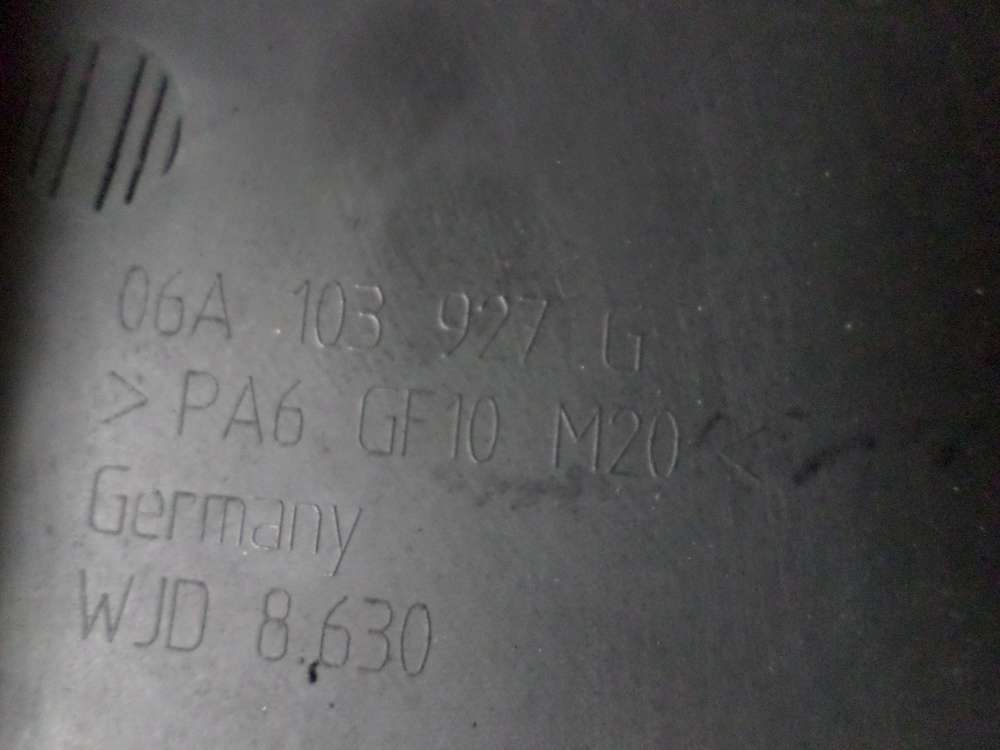 06A 103 927 G
>PA6 GF10 M20<
Germany
WJD 8.630